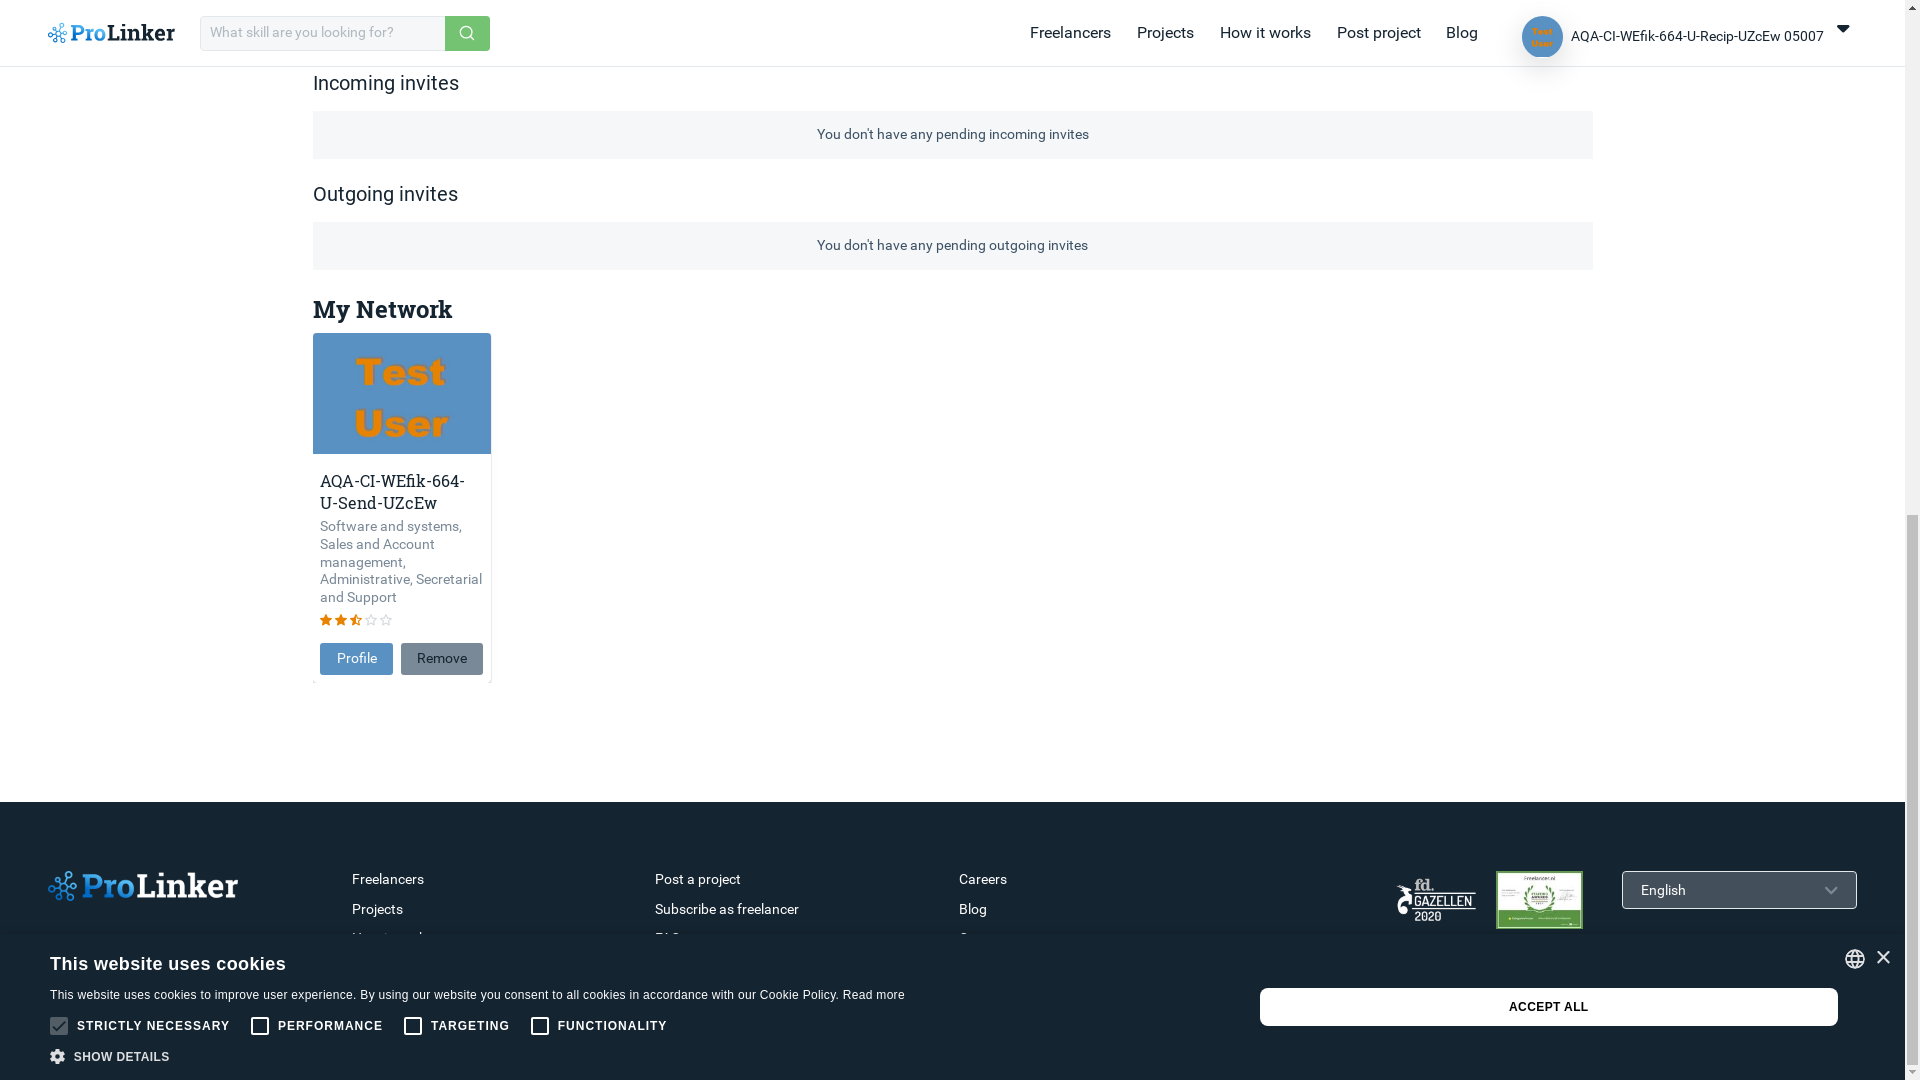 ProLinker
What skill are you looking for?
Freelancers
Projects
How it works
Post project
Blog
Test
User
AQA-CI-WEfik-664-U-Recip-UZcEw 05007
Incoming invites
You don't have any pending incoming invites
Outgoing invites
You don't have any pending outgoing invites
My Network
Test
User
AQA-CI-WEfik-664-
U-Send-UZcEw
Software and systems,
Sales and Account
management,
Administrative, Secretarial
and Support
Profile
Remove
ProLinker
Freelancers
Projects
Post a project
Subscribe as freelancer
Careers
Blog
fd.
GAZELLEN
2020
Freelancer.nl
English
This website uses cookies
This website uses cookies to improve user experience. By using our website you consent to all cookies in accordance with our Cookie Policy. Read more
STRICTLY NECESSARY
PERFORMANCE
TARGETING
FUNCTIONALITY
SHOW DETAILS
ACCEPT ALL
×